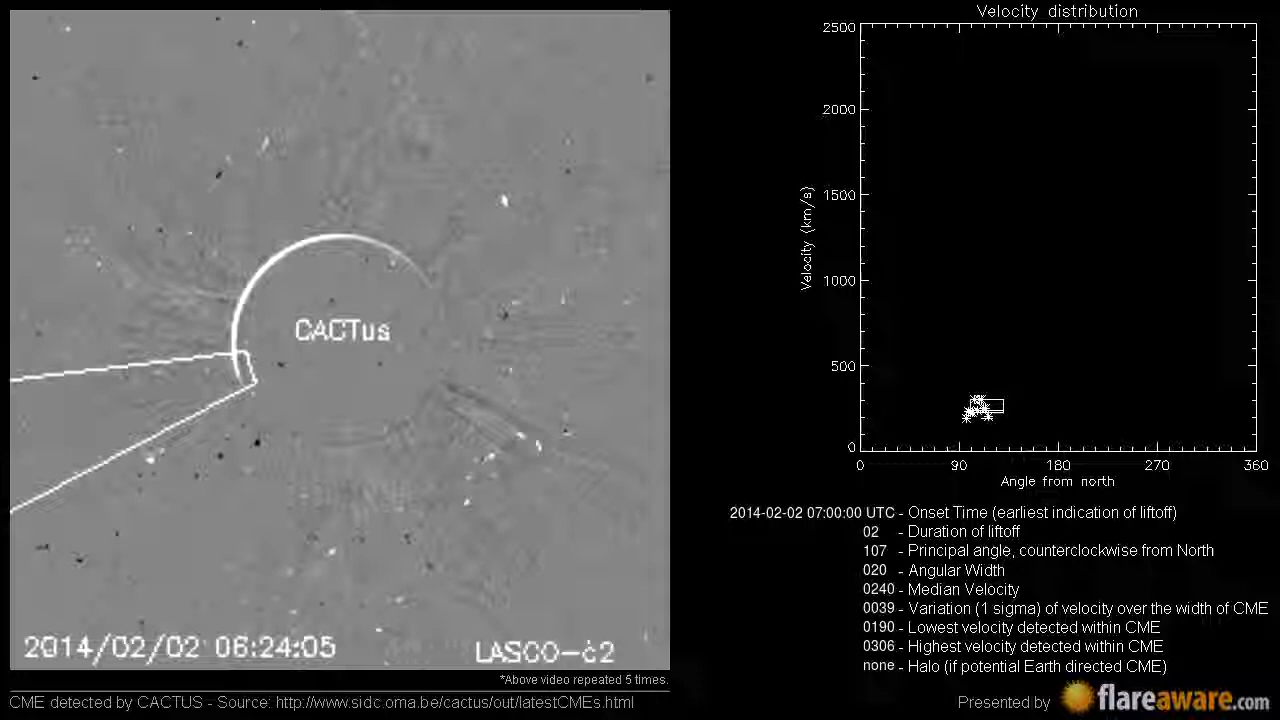 CACTus
2014/02/02 06:24:05
LASCO-c2
*Above video repeated 5 times.
CME detected by CACTUS - Source: http://www.sidc.oma.be/cactus/out/latestCMEs.html
Velocity distribution
Velocity (km/s)
2500
2000
1500
1000
500
0
0 90 180 270 360
Angle from north
2014-02-02 07:00:00 UTC - Onset Time (earliest indication of liftoff)
02 - Duration of liftoff
107 - Principal angle, counterclockwise from North
020 - Angular Width
0240 - Median Velocity
0039 - Variation (1 sigma) of velocity over the width of CME
0190 - Lowest velocity detected within CME
0306 - Highest velocity detected within CME
none - Halo (if potential Earth directed CME)
Presented by flareaware.com